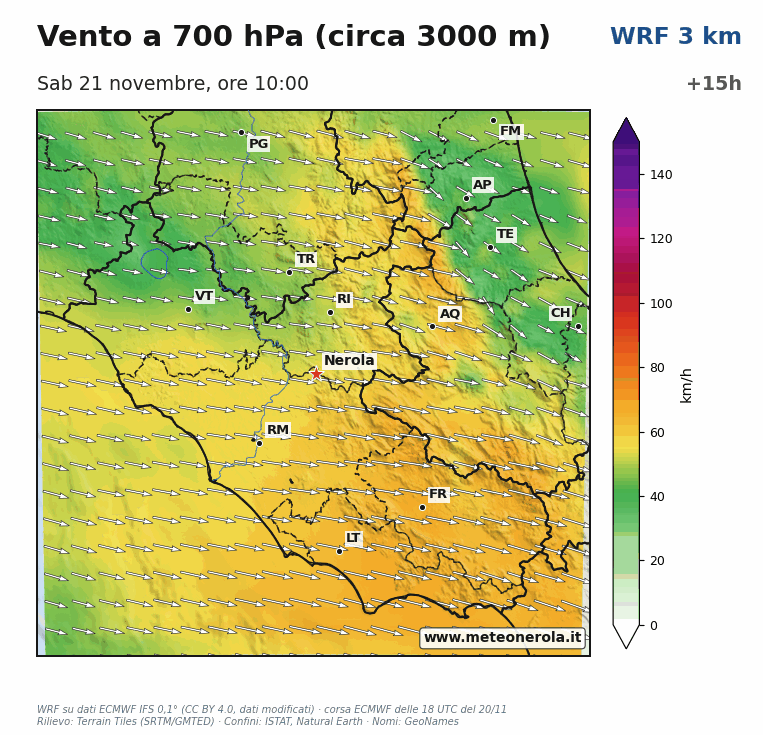 Vento a 700 hPa (circa 3000 m)
WRF 3 km
Sab 21 novembre, ore 10:00
+15h
PG
FM
AP
TE
TR
VT
RI
AQ
CH
Nerola
RM
FR
LT
www.meteonerola.it
140
120
100
80
60
40
20
0
km/h
WRF su dati ECMWF IFS 0,1° (CC BY 4.0, dati modificati) · corsa ECMWF delle 18 UTC del 20/11
Rilievo: Terrain Tiles (SRTM/GMTED) · Confini: ISTAT, Natural Earth · Nomi: GeoNames